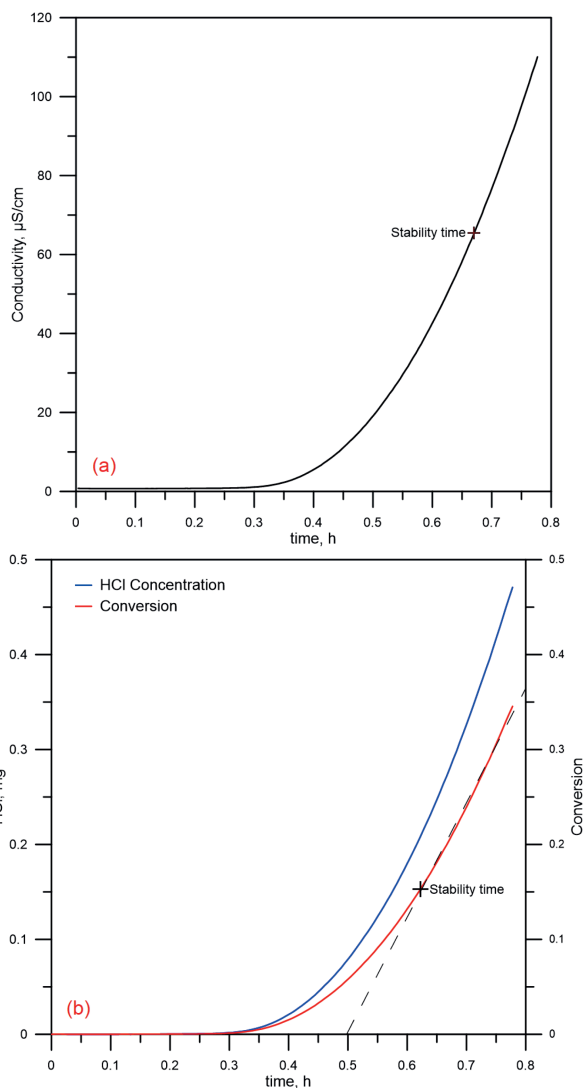 120
100
80
60
40
20
0
Conductivity, µS/cm
Stability time
(a)
0 0.1 0.2 0.3 0.4 0.5 0.6 0.7 0.8
time, h
0.5
0.4
0.3
0.2
0.1
0
HCl Concentration
Conversion
Stability time
(b)
0.5
0.4
0.3
0.2
0.1
0
Conversion
0 0.1 0.2 0.3 0.4 0.5 0.6 0.7 0.8
time, h